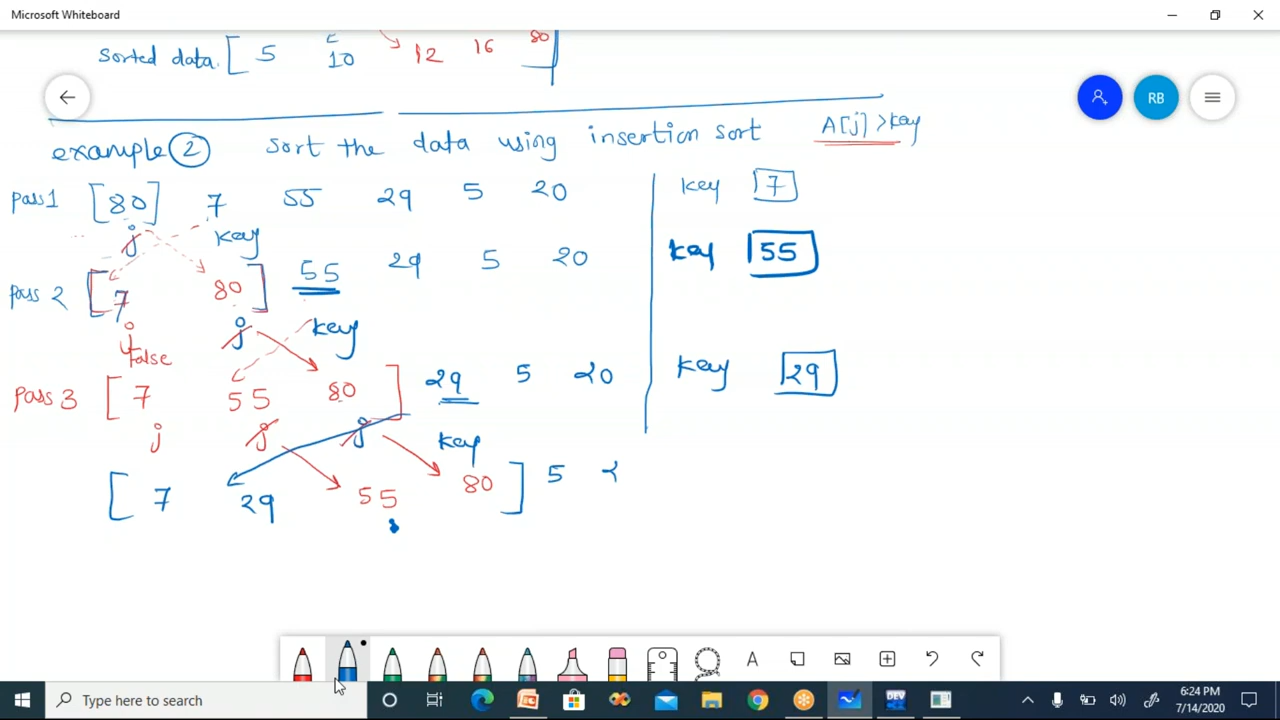 Microsoft Whiteboard
Sorted data [ 5 10 12 16 80 ]
RB
example 2 Sort the data using insertion sort A[j] > key
pass 1 [80] 7 55 29 5 20 key 7
j key
pass 2 [7 80] 55 29 5 20 key 55
j j key
false
pass 3 [7 55 80] 29 5 20 key 29
j j j key
[ 7 29 55 80 ] 5
A
Type here to search
6:24 PM
7/14/2020